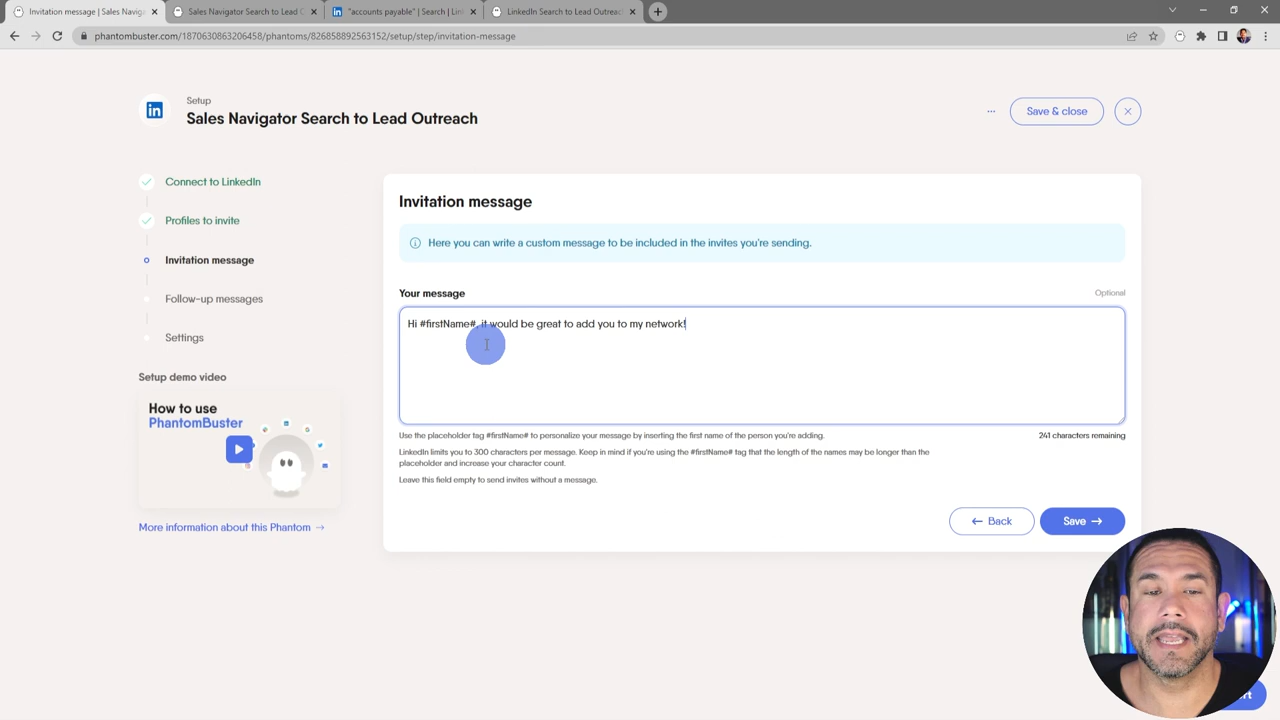 Invitation message | Sales Naviga
Sales Navigator Search to Lead O
"accounts payable" | Search | Lin
LinkedIn Search to Lead Outreach
phantombuster.com/1870630863206458/phantoms/826858892563152/setup/step/invitation-message
Setup
Sales Navigator Search to Lead Outreach
...
Save & close
Connect to LinkedIn
Profiles to invite
Invitation message
Follow-up messages
Settings
Setup demo video
How to use
PhantomBuster
More information about this Phantom →
Invitation message
Here you can write a custom message to be included in the invites you're sending.
Your message
Optional
Hi #firstName#, it would be great to add you to my network!
Use the placeholder tag #firstName# to personalize your message by inserting the first name of the person you're adding.
241 characters remaining
LinkedIn limits you to 300 characters per message. Keep in mind if you're using the #firstName# tag that the length of the names may be longer than the
placeholder and increase your character count.
Leave this field empty to send invites without a message.
← Back
Save →